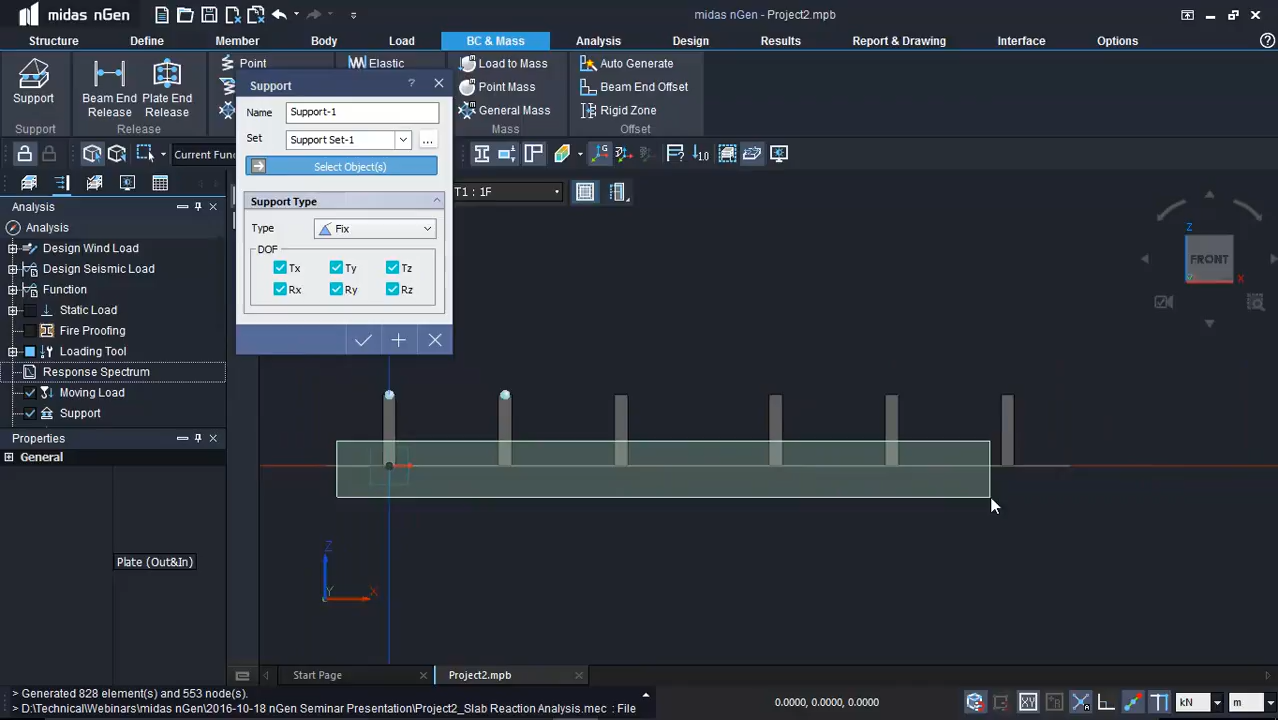 midas nGen
midas nGen - Project2.mpb
Structure Define Member Body Load BC & Mass Analysis Design Results Report & Drawing Interface Options
Point Elastic Load to Mass Auto Generate
Support Beam End Release Plate End Release Point Mass Beam End Offset
General Mass Rigid Zone
Support Release Mass Offset
Support
Name Support-1
Set Support Set-1 ...
Select Object(s)
Support Type
Type Fix
DOF
Tx Ty Tz
Rx Ry Rz
Current Func
1.0
T1 : 1F
Analysis
Analysis
Design Wind Load
Design Seismic Load
Function
Static Load
Fire Proofing
Loading Tool
Response Spectrum
Moving Load
Support
Properties
General
Plate (Out&In)
Z
FRONT
X
Z
Y
X
Start Page Project2.mpb
> Generated 828 element(s) and 553 node(s).
> D:\Technical\Webinars\midas nGen\2016-10-18 nGen Seminar Presentation\Project2_Slab Reaction Analysis.mec : File
0.0000, 0.0000, 0.0000
kN m